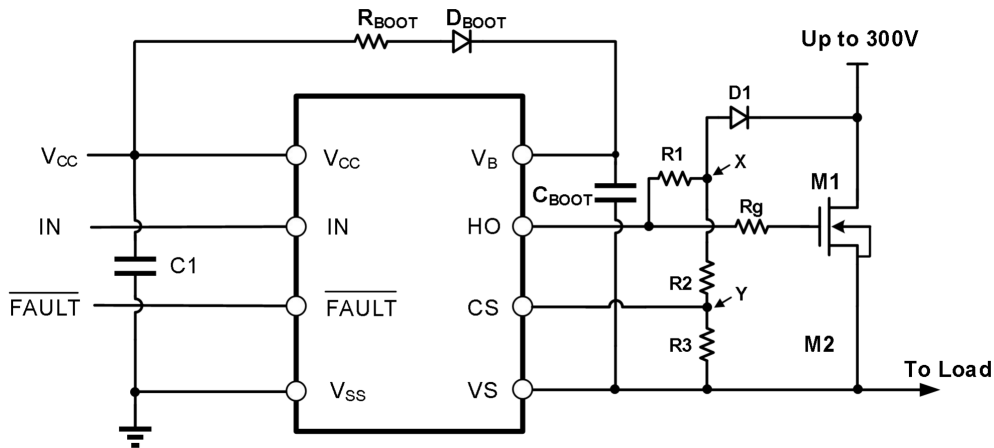 R_BOOT D_BOOT
Up to 300V
D1
V_CC V_CC V_B R1 X M1
C_BOOT
IN IN HO Rg
C1
R2
FAULT FAULT CS Y
R3 M2
To Load
V_SS VS